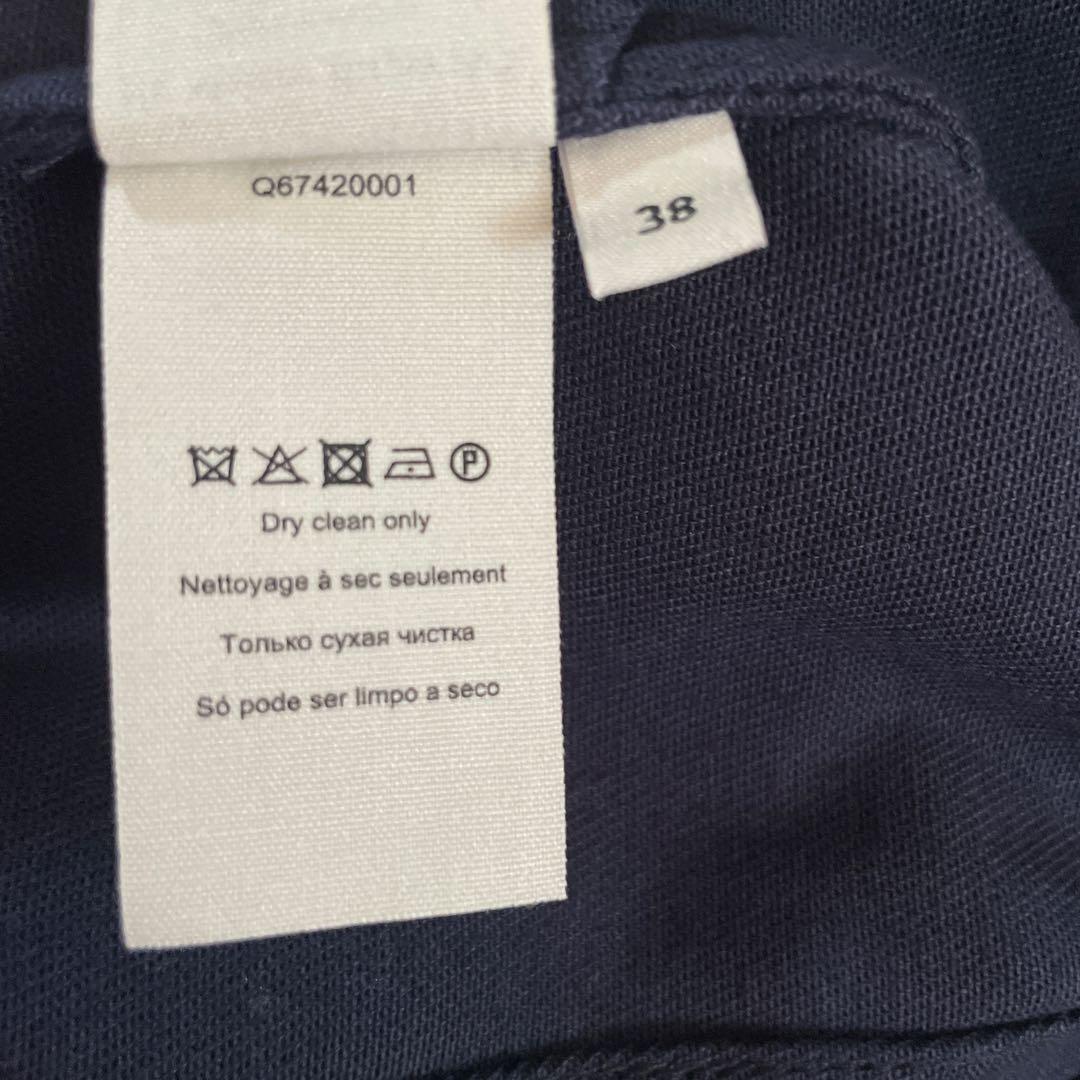 Q67420001
38
P
Dry clean only
Nettoyage à sec seulement
Только сухая чистка
Só pode ser limpo a seco